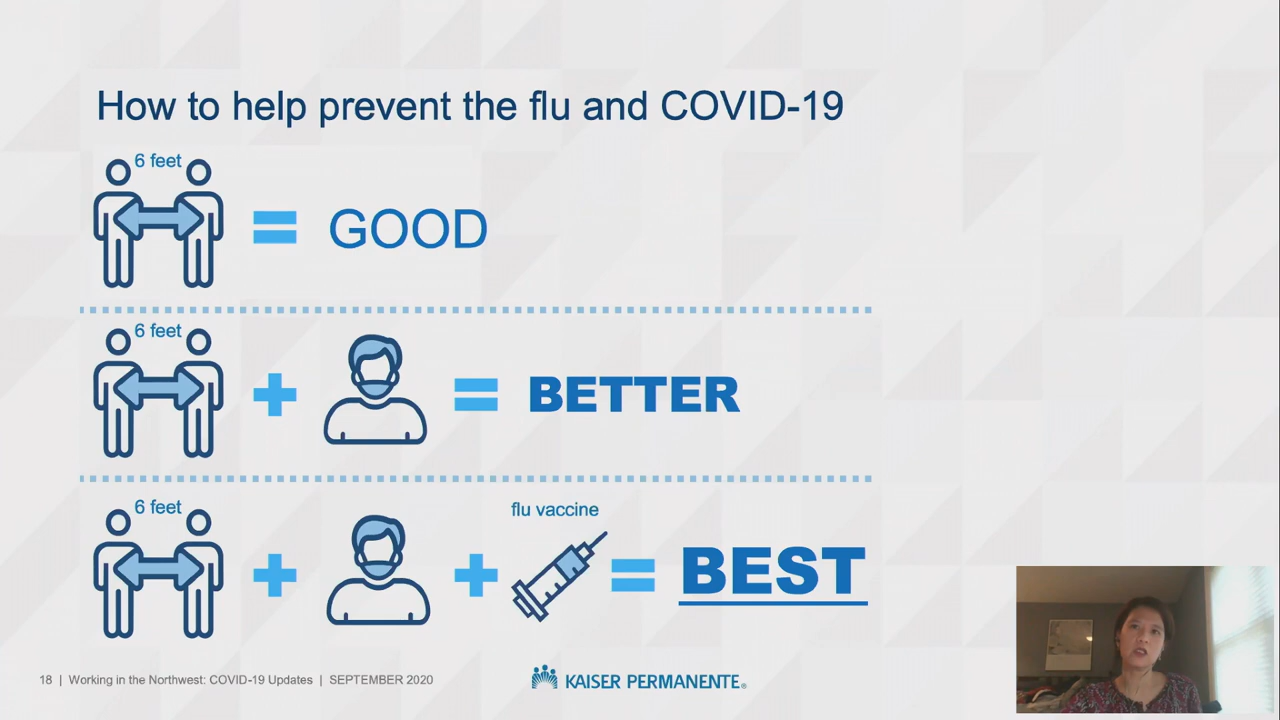 How to help prevent the flu and COVID-19
6 feet
GOOD
6 feet
BETTER
6 feet
flu vaccine
BEST
18 | Working in the Northwest: COVID-19 Updates | SEPTEMBER 2020
KAISER PERMANENTE®